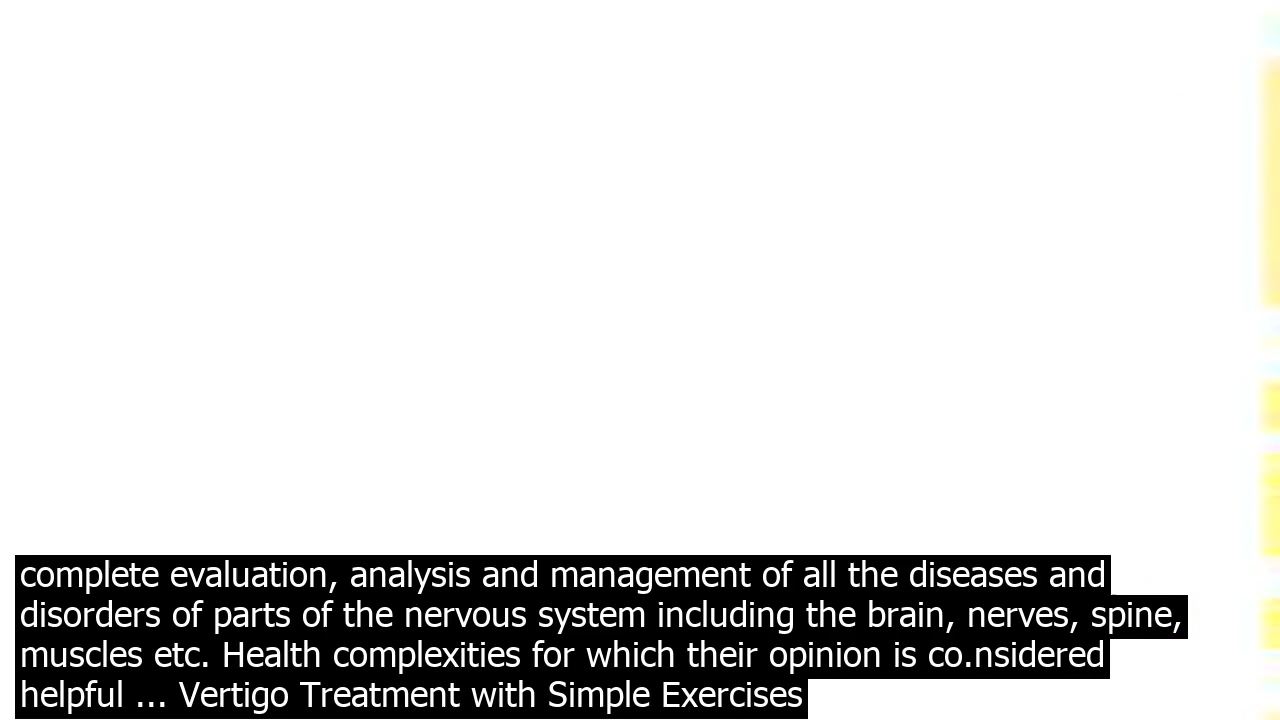 complete evaluation, analysis and management of all the diseases and
disorders of parts of the nervous system including the brain, nerves, spine,
muscles etc. Health complexities for which their opinion is co.nsidered
helpful ... Vertigo Treatment with Simple Exercises